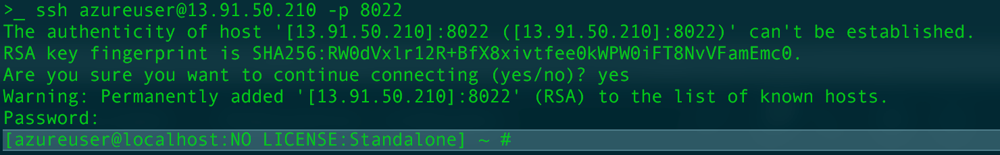 >_ ssh azureuser@13.91.50.210 -p 8022
The authenticity of host '[13.91.50.210]:8022 ([13.91.50.210]:8022)' can't be established.
RSA key fingerprint is SHA256:RW0dVxlr12R+BfX8xivtfee0kWPW0iFT8NvVFamEmc0.
Are you sure you want to continue connecting (yes/no)? yes
Warning: Permanently added '[13.91.50.210]:8022' (RSA) to the list of known hosts.
Password:
[azureuser@localhost:NO LICENSE:Standalone] ~ #